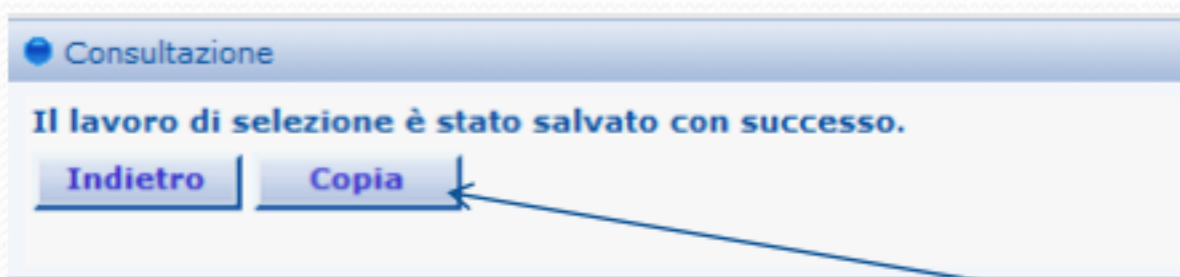 Consultazione
Il lavoro di selezione è stato salvato con successo.
Indietro Copia